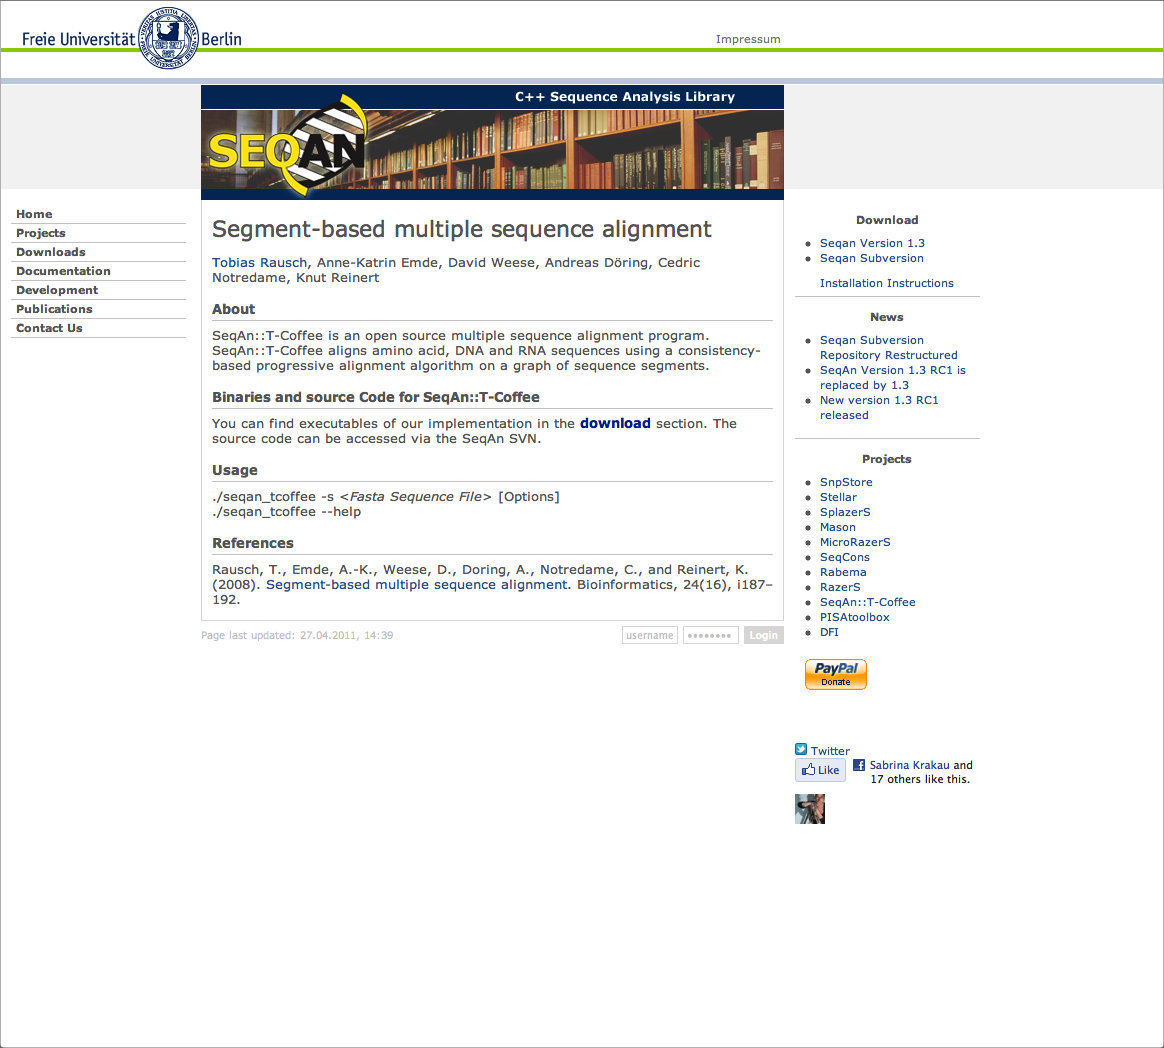 Freie Universität Berlin
Impressum
C++ Sequence Analysis Library
SEQAN
Home
Projects
Downloads
Documentation
Development
Publications
Contact Us
Segment-based multiple sequence alignment
Tobias Rausch, Anne-Katrin Emde, David Weese, Andreas Döring, Cedric
Notredame, Knut Reinert
About
SeqAn::T-Coffee is an open source multiple sequence alignment program.
SeqAn::T-Coffee aligns amino acid, DNA and RNA sequences using a consistency-
based progressive alignment algorithm on a graph of sequence segments.
Binaries and source Code for SeqAn::T-Coffee
You can find executables of our implementation in the download section. The
source code can be accessed via the SeqAn SVN.
Usage
./seqan_tcoffee -s <Fasta Sequence File> [Options]
./seqan_tcoffee --help
References
Rausch, T., Emde, A.-K., Weese, D., Doring, A., Notredame, C., and Reinert, K.
(2008). Segment-based multiple sequence alignment. Bioinformatics, 24(16), i187–
192.
Page last updated: 27.04.2011, 14:39
username
••••••••
Login
Download
Seqan Version 1.3
Seqan Subversion
Installation Instructions
News
Seqan Subversion
Repository Restructured
SeqAn Version 1.3 RC1 is
replaced by 1.3
New version 1.3 RC1
released
Projects
SnpStore
Stellar
SplazerS
Mason
MicroRazerS
SeqCons
Rabema
RazerS
SeqAn::T-Coffee
PISAtoolbox
DFI
PayPal
Donate
Twitter
Like
Sabrina Krakau and
17 others like this.